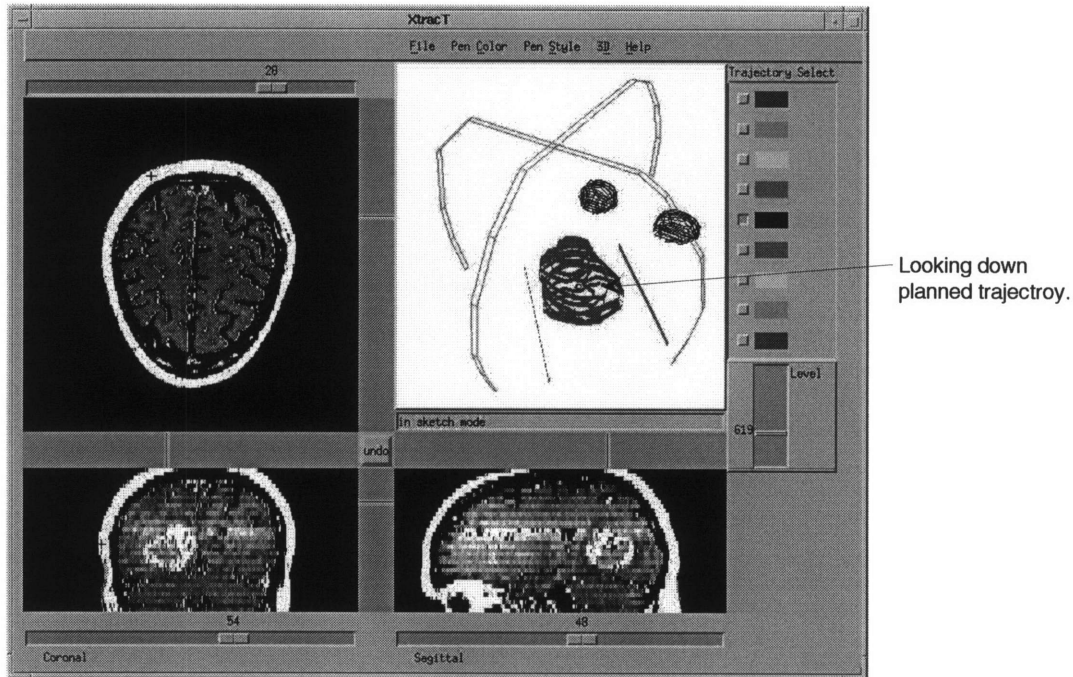 XtracT
File Pen Color Pen Style 3D Help
28
Trajectory Select
Looking down
planned trajectroy.
Level
619
in sketch mode
undo
54
48
Coronal
Segittal